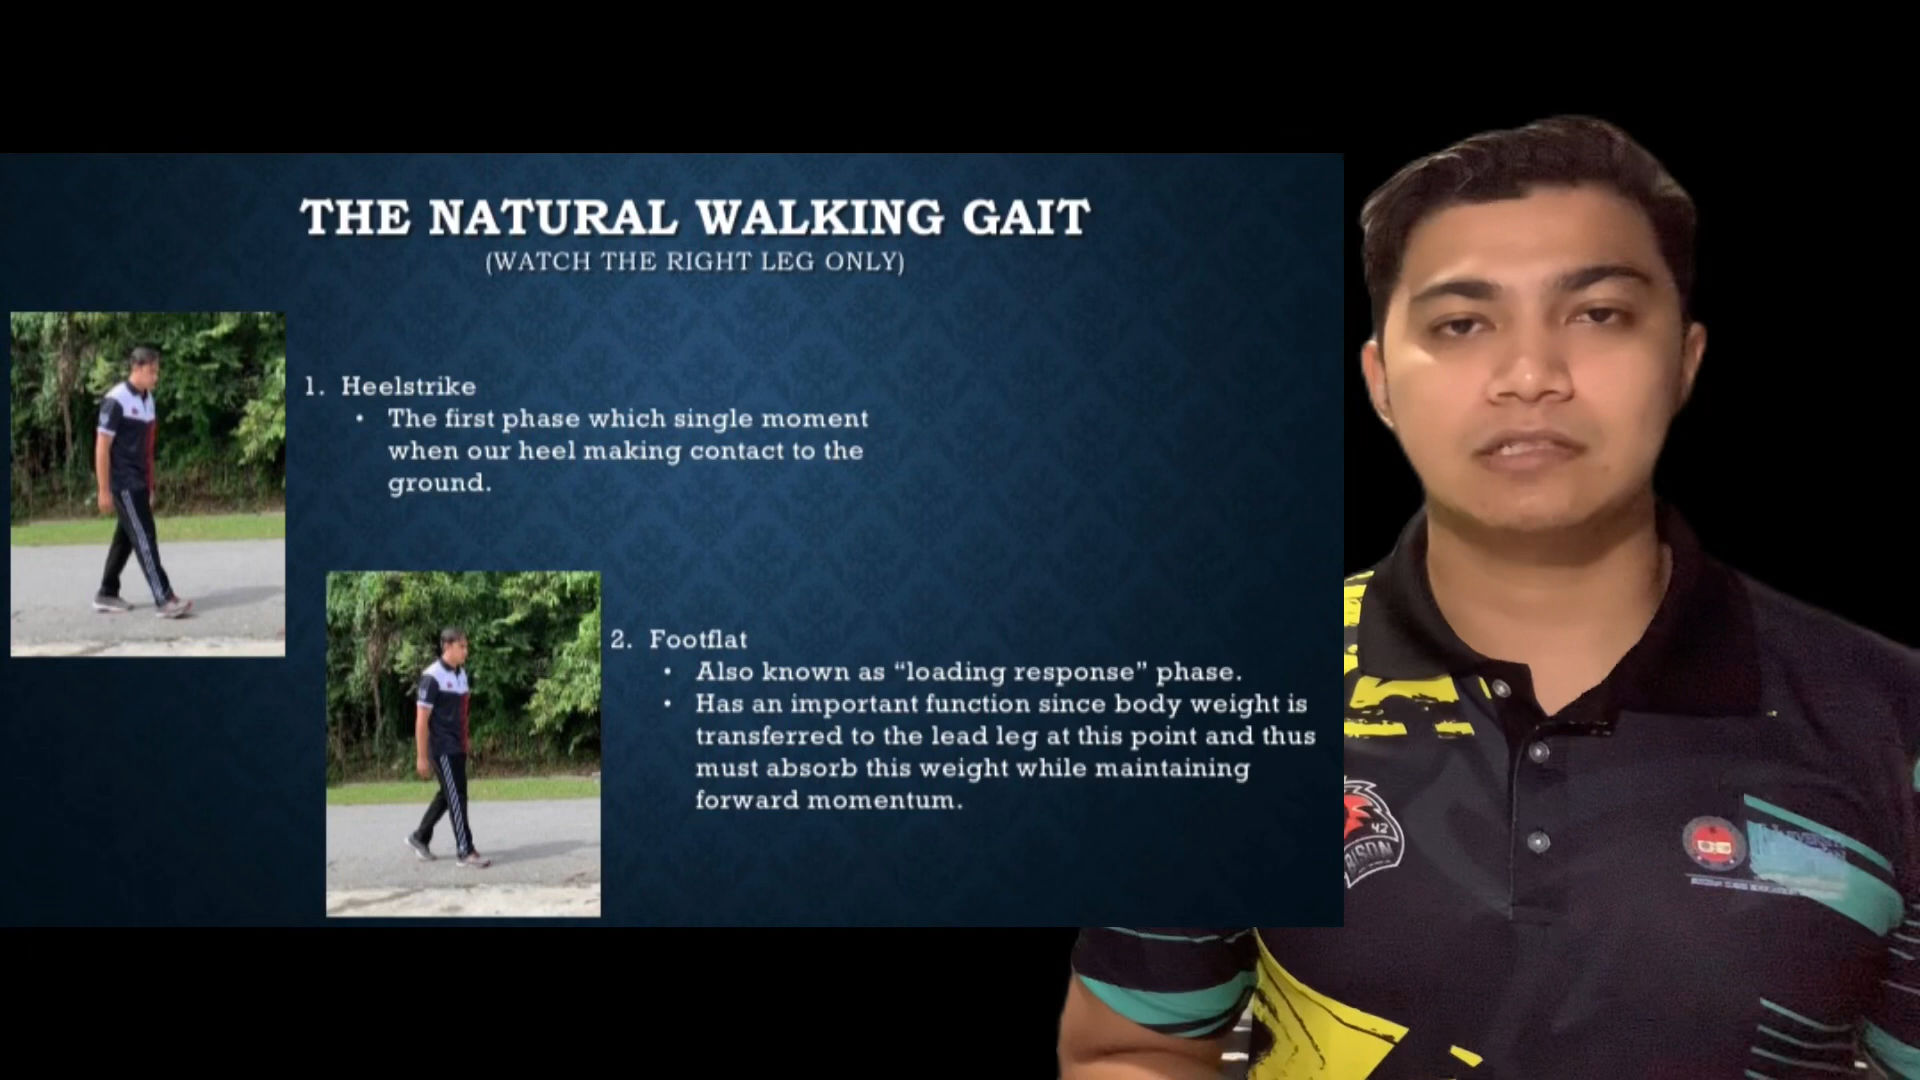 THE NATURAL WALKING GAIT
(WATCH THE RIGHT LEG ONLY)
1. Heelstrike
• The first phase which single moment
when our heel making contact to the
ground.
2. Footflat
• Also known as “loading response” phase.
• Has an important function since body weight is
transferred to the lead leg at this point and thus
must absorb this weight while maintaining
forward momentum.
42